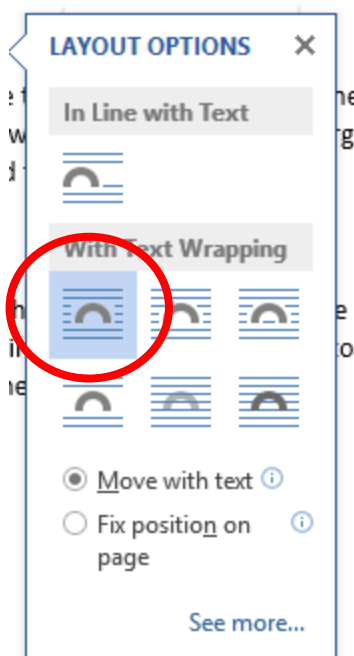 LAYOUT OPTIONS
In Line with Text
With Text Wrapping
Move with text
Fix position on
page
See more...